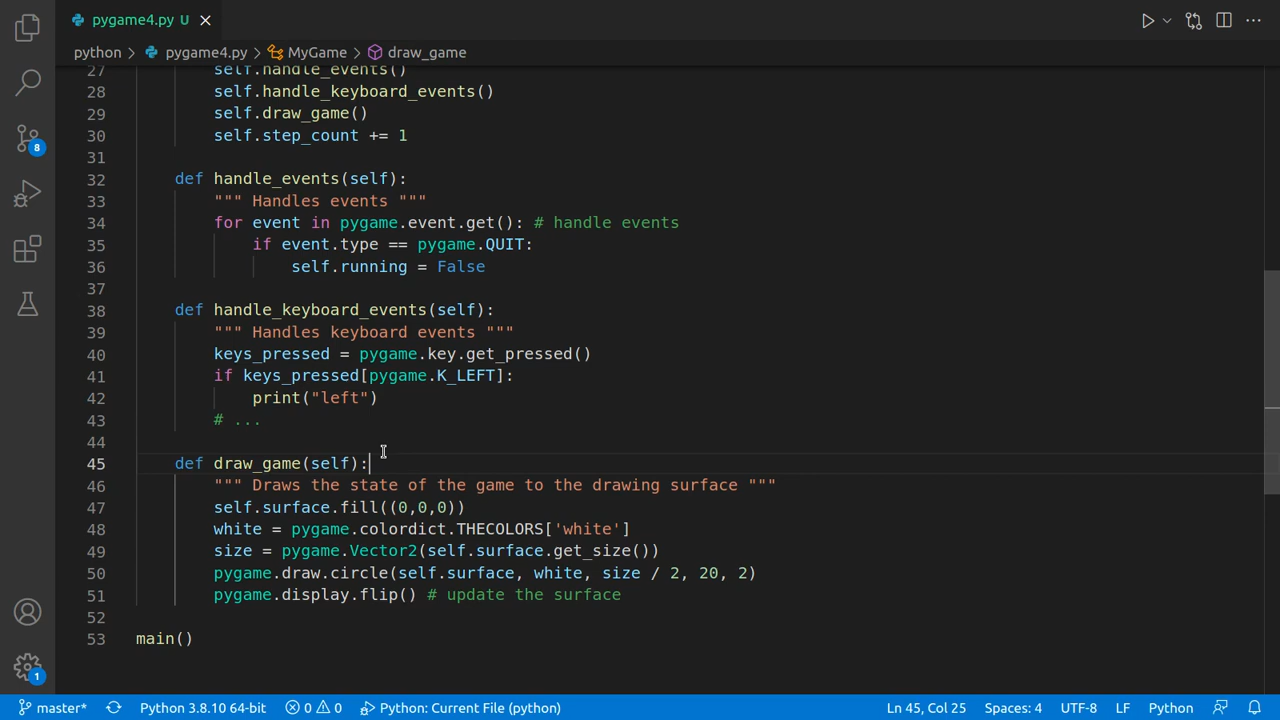 pygame4.py U
python > pygame4.py > MyGame > draw_game
27 self.handle_events()
28 self.handle_keyboard_events()
29 self.draw_game()
30 self.step_count += 1
31
32 def handle_events(self):
33 """ Handles events """
34 for event in pygame.event.get(): # handle events
35 if event.type == pygame.QUIT:
36 self.running = False
37
38 def handle_keyboard_events(self):
39 """ Handles keyboard events """
40 keys_pressed = pygame.key.get_pressed()
41 if keys_pressed[pygame.K_LEFT]:
42 print("left")
43 # ...
44
45 def draw_game(self):
46 """ Draws the state of the game to the drawing surface """
47 self.surface.fill((0,0,0))
48 white = pygame.colordict.THECOLORS['white']
49 size = pygame.Vector2(self.surface.get_size())
50 pygame.draw.circle(self.surface, white, size / 2, 20, 2)
51 pygame.display.flip() # update the surface
52
53 main()
8
1
master* Python 3.8.10 64-bit 0 0 Python: Current File (python) Ln 45, Col 25 Spaces: 4 UTF-8 LF Python